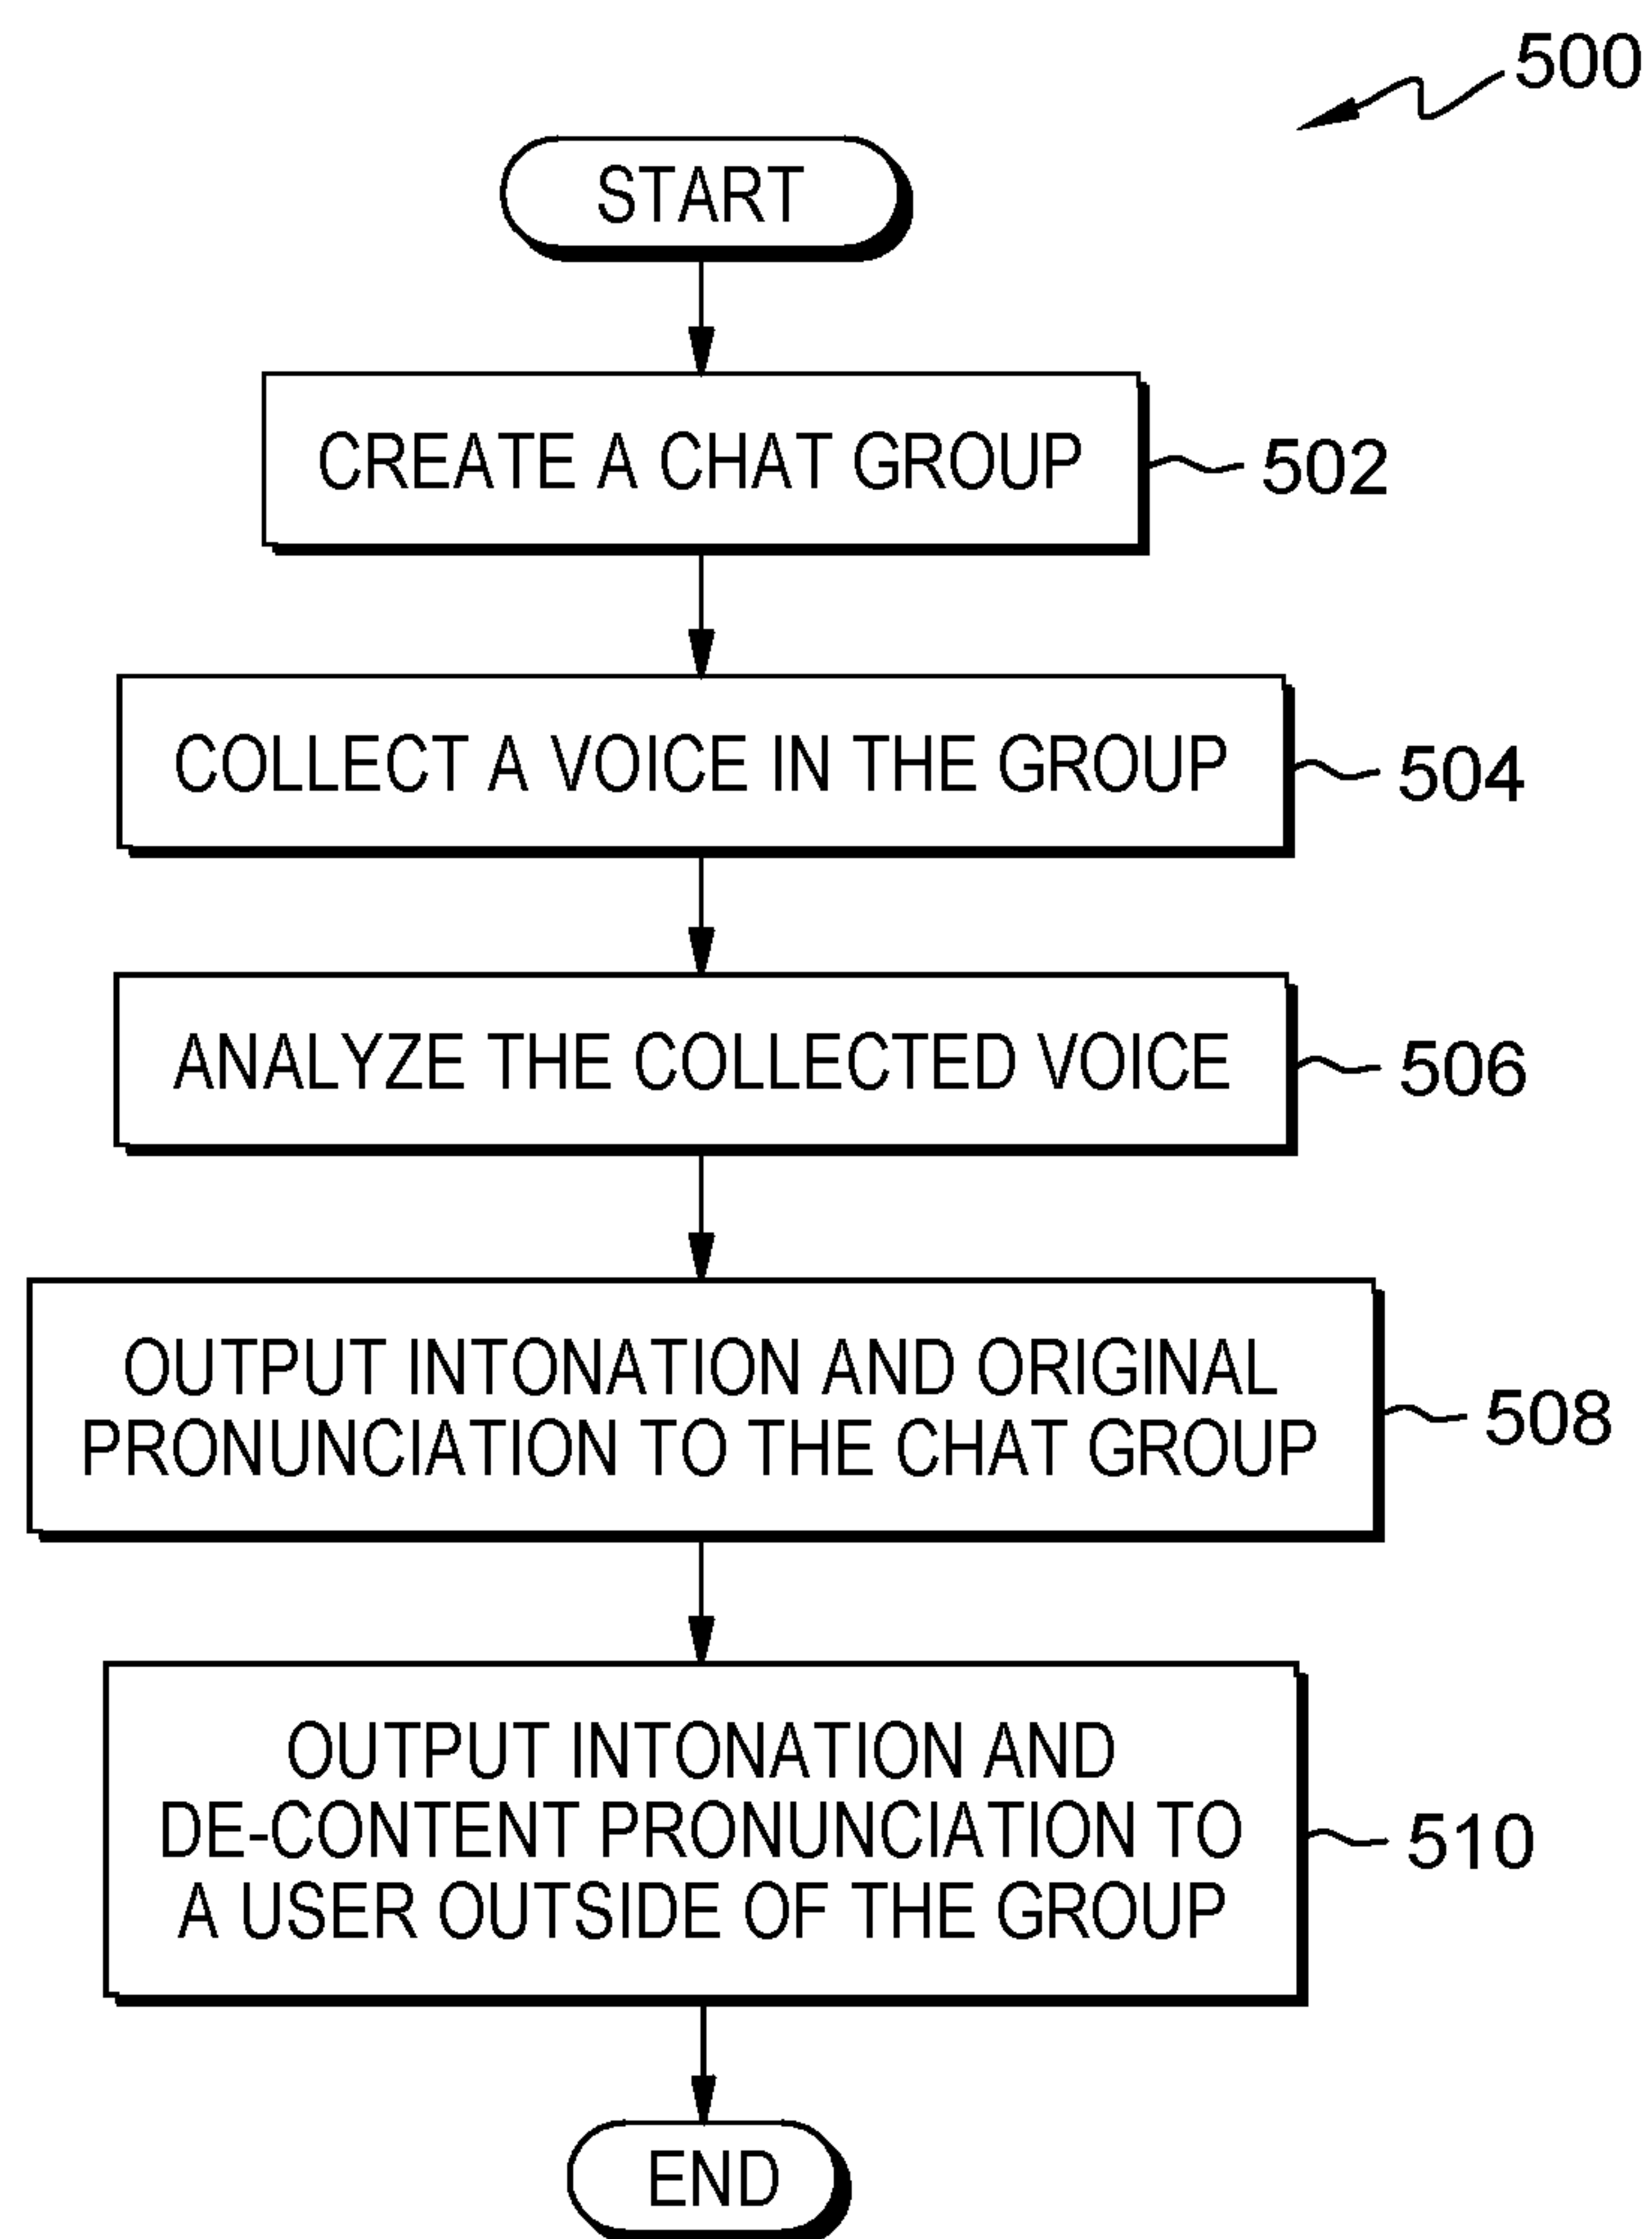 500
START
CREATE A CHAT GROUP
502
COLLECT A VOICE IN THE GROUP
504
ANALYZE THE COLLECTED VOICE
506
OUTPUT INTONATION AND ORIGINAL
PRONUNCIATION TO THE CHAT GROUP
508
OUTPUT INTONATION AND
DE-CONTENT PRONUNCIATION TO
A USER OUTSIDE OF THE GROUP
510
END